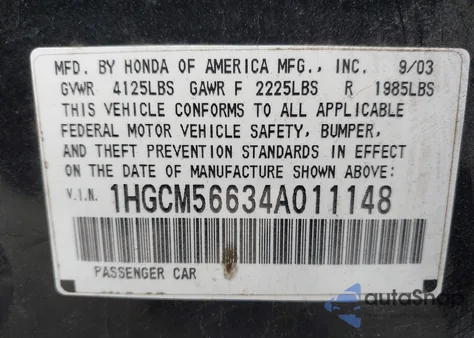 MFD. BY HONDA OF AMERICA MFG., INC. 9/03
GVWR 4125LBS GAWR F 2225LBS R 1985LBS
THIS VEHICLE CONFORMS TO ALL APPLICABLE
FEDERAL MOTOR VEHICLE SAFETY, BUMPER,
AND THEFT PREVENTION STANDARDS IN EFFECT
ON THE DATE OF MANUFACTURE SHOWN ABOVE:
V.I.N. 1HGCM56634A011148
PASSENGER CAR
autaShop